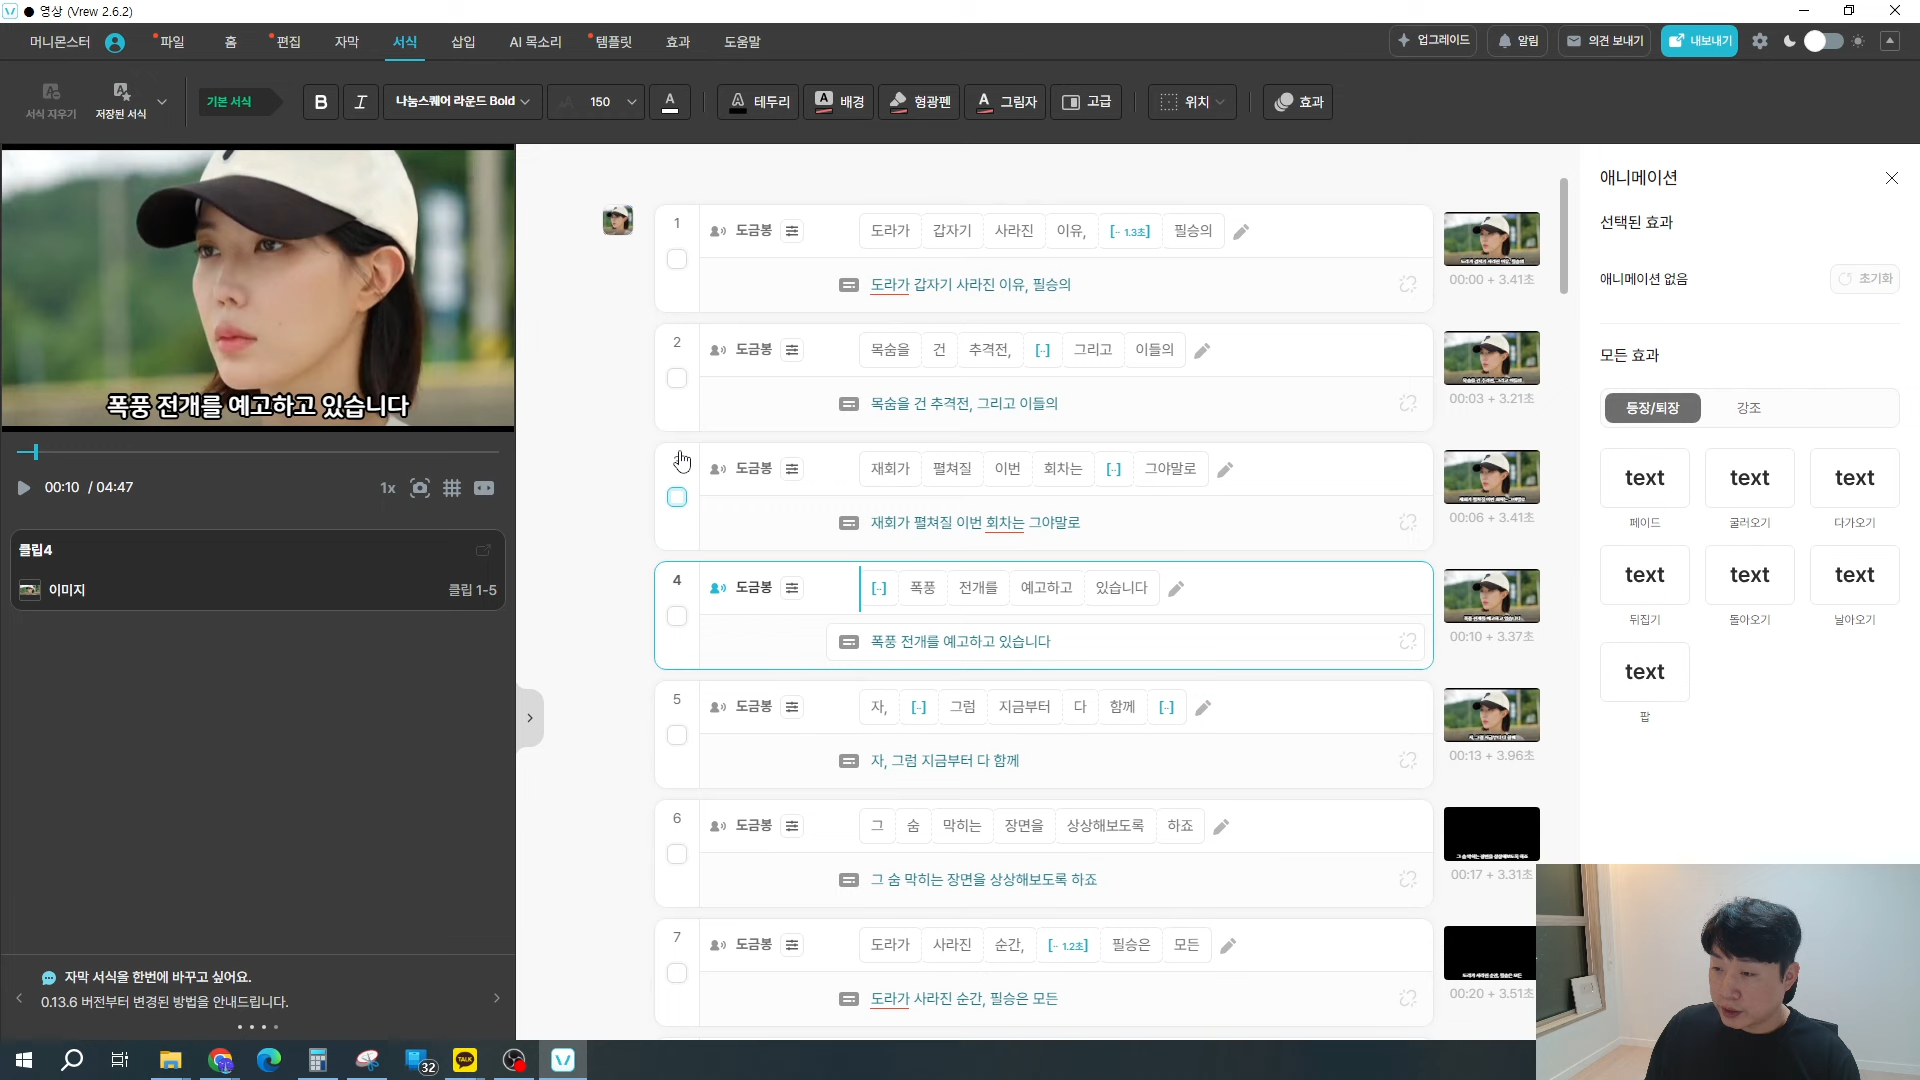 영상 (Vrew 2.6.2)
머니몬스터 파일 홈 편집 자막 서식 삽입 AI 목소리 템플릿 효과 도움말 업그레이드 알림 의견 보내기 내보내기
서식 지우기 저장된 서식 기본 서식 B I 나눔스퀘어 라운드 Bold 150 A 테두리 배경 형광펜 그림자 고급 위치 효과
폭풍 전개를 예고하고 있습니다
00:10 / 04:47 1x
클립4
이미지 클립 1-5
자막 서식을 한번에 바꾸고 싶어요.
0.13.6 버전부터 변경된 방법을 안내드립니다.
1 도금봉 도라가 갑자기 사라진 이유, [·· 1.3초] 필승의
도라가 갑자기 사라진 이유, 필승의
00:00 + 3.41초
2 도금봉 목숨을 건 추격전, [··] 그리고 이들의
목숨을 건 추격전, 그리고 이들의
00:03 + 3.21초
도금봉 재회가 펼쳐질 이번 회차는 [··] 그야말로
재회가 펼쳐질 이번 회차는 그야말로
00:06 + 3.41초
4 도금봉 [··] 폭풍 전개를 예고하고 있습니다
폭풍 전개를 예고하고 있습니다
00:10 + 3.37초
5 도금봉 자, [··] 그럼 지금부터 다 함께 [··]
자, 그럼 지금부터 다 함께
00:13 + 3.96초
6 도금봉 그 숨 막히는 장면을 상상해보도록 하죠
그 숨 막히는 장면을 상상해보도록 하죠
00:17 + 3.31초
7 도금봉 도라가 사라진 순간, [·· 1.2초] 필승은 모든
도라가 사라진 순간, 필승은 모든
00:20 + 3.51초
애니메이션
선택된 효과
애니메이션 없음 초기화
모든 효과
등장/퇴장 강조
text text text
페이드 굴러오기 다가오기
text text text
뒤집기 돌아오기 날아오기
text
팝
32 TALK